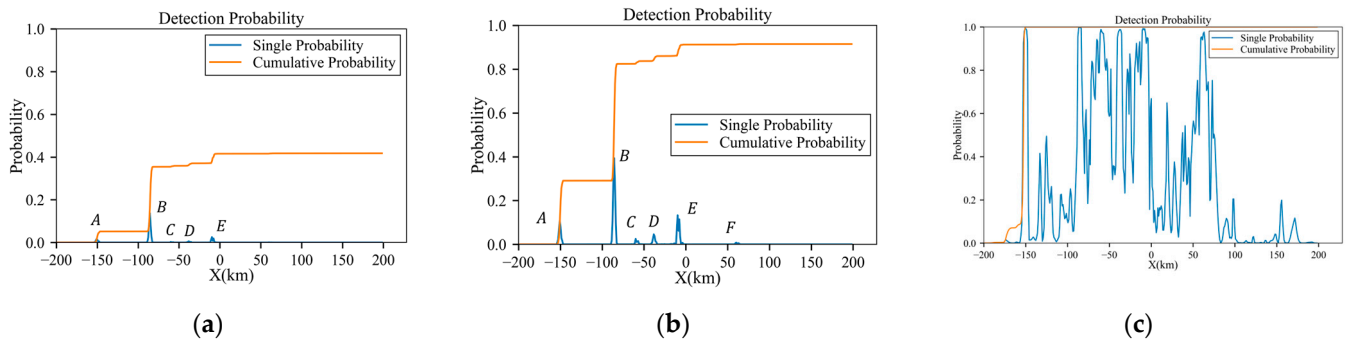 Detection Probability
Single Probability
Cumulative Probability
Probability
1.0
0.8
0.6
0.4
0.2
0.0
A
B
C
D
E
−200 −150 −100 −50 0 50 100 150 200
X(km)
(a)
Detection Probability
Single Probability
Cumulative Probability
Probability
1.0
0.8
0.6
0.4
0.2
0.0
A
B
C
D
E
F
−200 −150 −100 −50 0 50 100 150 200
X(km)
(b)
Detection Probability
Single Probability
Cumulative Probability
Probability
1.0
0.8
0.6
0.4
0.2
0.0
−200 −150 −100 −50 0 50 100 150 200
X(km)
(c)